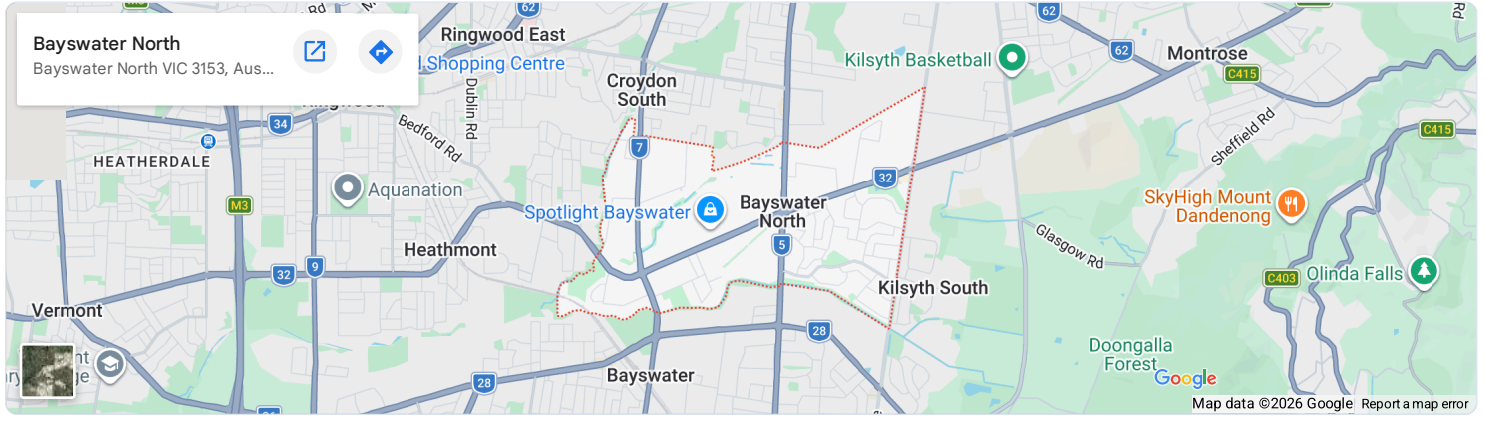 Bayswater North
Bayswater North VIC 3153, Aus...
62
Rd
62
Rd
Ringwood East
Shopping Centre
Croydon
South
Kilsyth Basketball
62
Montrose
C415
34
Dublin Rd
Bedford Rd
7
Sheffield Rd
C415
HEATHERDALE
Aquanation
32
M3
Spotlight Bayswater
Bayswater
North
SkyHigh Mount
Dandenong
Heathmont
5
Glasgow Rd
32
9
Kilsyth South
C403
Olinda Falls
Vermont
28
Doongalla
Forest
28
Bayswater
Google
Map data ©2026 Google
Report a map error